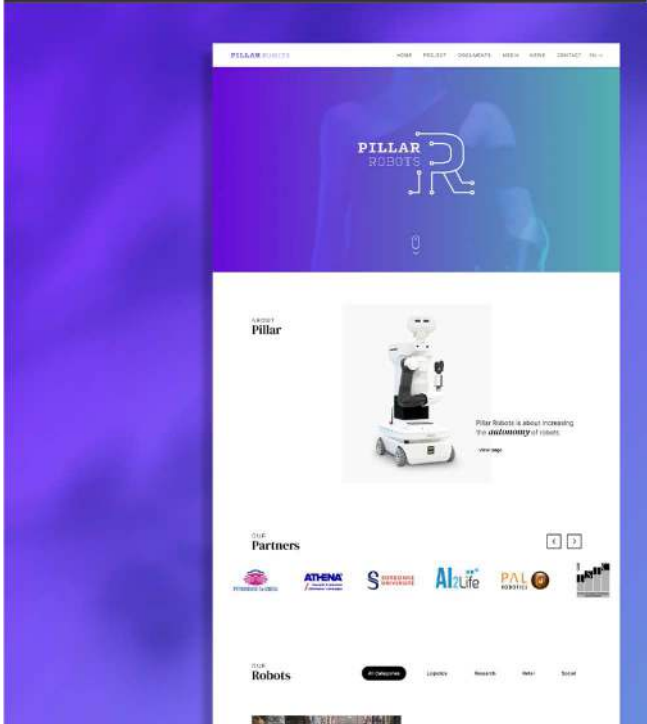 PILLAR ROBOTS
HOME PROJECT DOCUMENTS MEDIA NEWS CONTACT EN
PILLAR
ROBOTS
ABOUT
Pillar
Pillar Robots is about increasing
the autonomy of robots.
View page
OUR
Partners
ATHENA
SORBONNE
UNIVERSITÉ
AI2Life
PAL
ROBOTICS
OUR
Robots
All Categories Logistics Research Retail Social